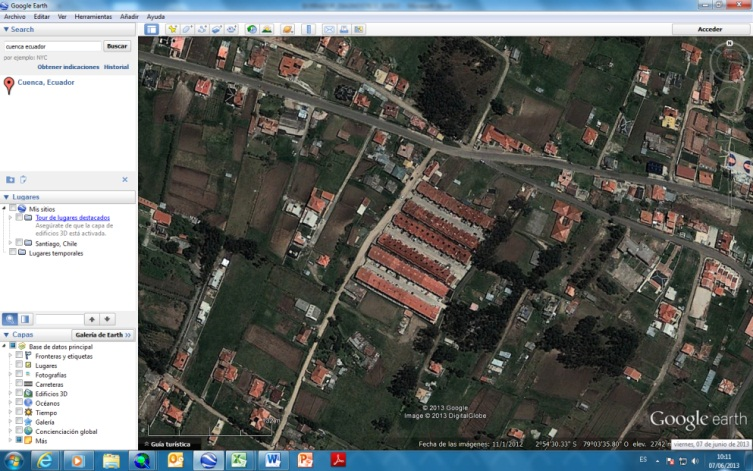 Google Earth
Archivo Editar Ver Herramientas Añadir Ayuda
Search
cuenca ecuador Buscar
por ejemplo: NYC
Obtener indicaciones Historial
Cuenca, Ecuador
Acceder
N
Lugares
Mis sitios
Tour de lugares destacados
Asegúrate de que la capa de
edificios 3D está activada.
Santiago, Chile
Lugares temporales
Capas Galería de Earth >>
Base de datos principal
Fronteras y etiquetas
Lugares
Fotografías
Carreteras
Edificios 3D
Océanos
Tiempo
Galería
Concienciación global
Más
© 2013 Google
Image © 2013 DigitalGlobe
Google earth
Guía turística
Fecha de las imágenes: 11/1/2012 2°54'30.33" S 79°03'35.80" O elev. 2742
viernes, 07 de junio de 2013
ES
10:11
07/06/2013